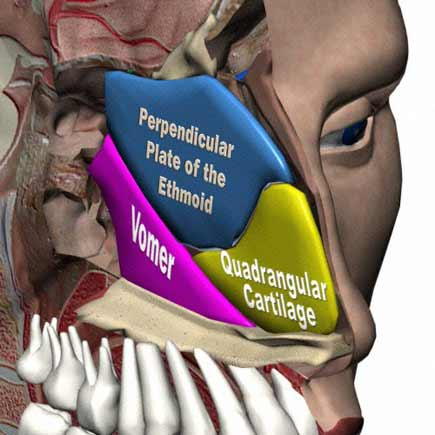 Perpendicular
Plate of the
Ethmoid
Vomer
Quadrangular
Cartilage